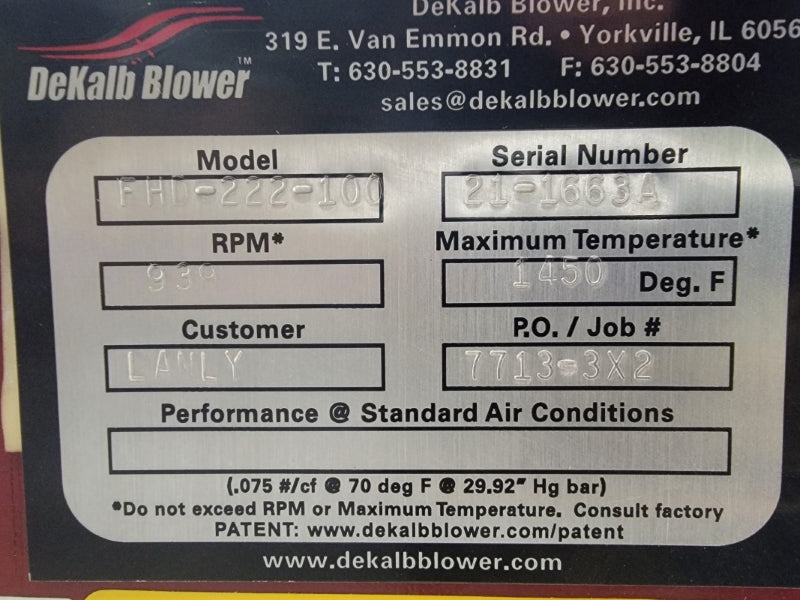 DeKalb Blower, Inc.
DeKalb Blower™
319 E. Van Emmon Rd. • Yorkville, IL 6056
T: 630-553-8831 F: 630-553-8804
sales@dekalbblower.com
Model Serial Number
FHD-222-100 21-1663A
RPM* Maximum Temperature*
939 1450 Deg. F
Customer P.O. / Job #
LANLY 7713-3X2
Performance @ Standard Air Conditions
(.075 #/cf @ 70 deg F @ 29.92" Hg bar)
*Do not exceed RPM or Maximum Temperature. Consult factory
PATENT: www.dekalbblower.com/patent
www.dekalbblower.com